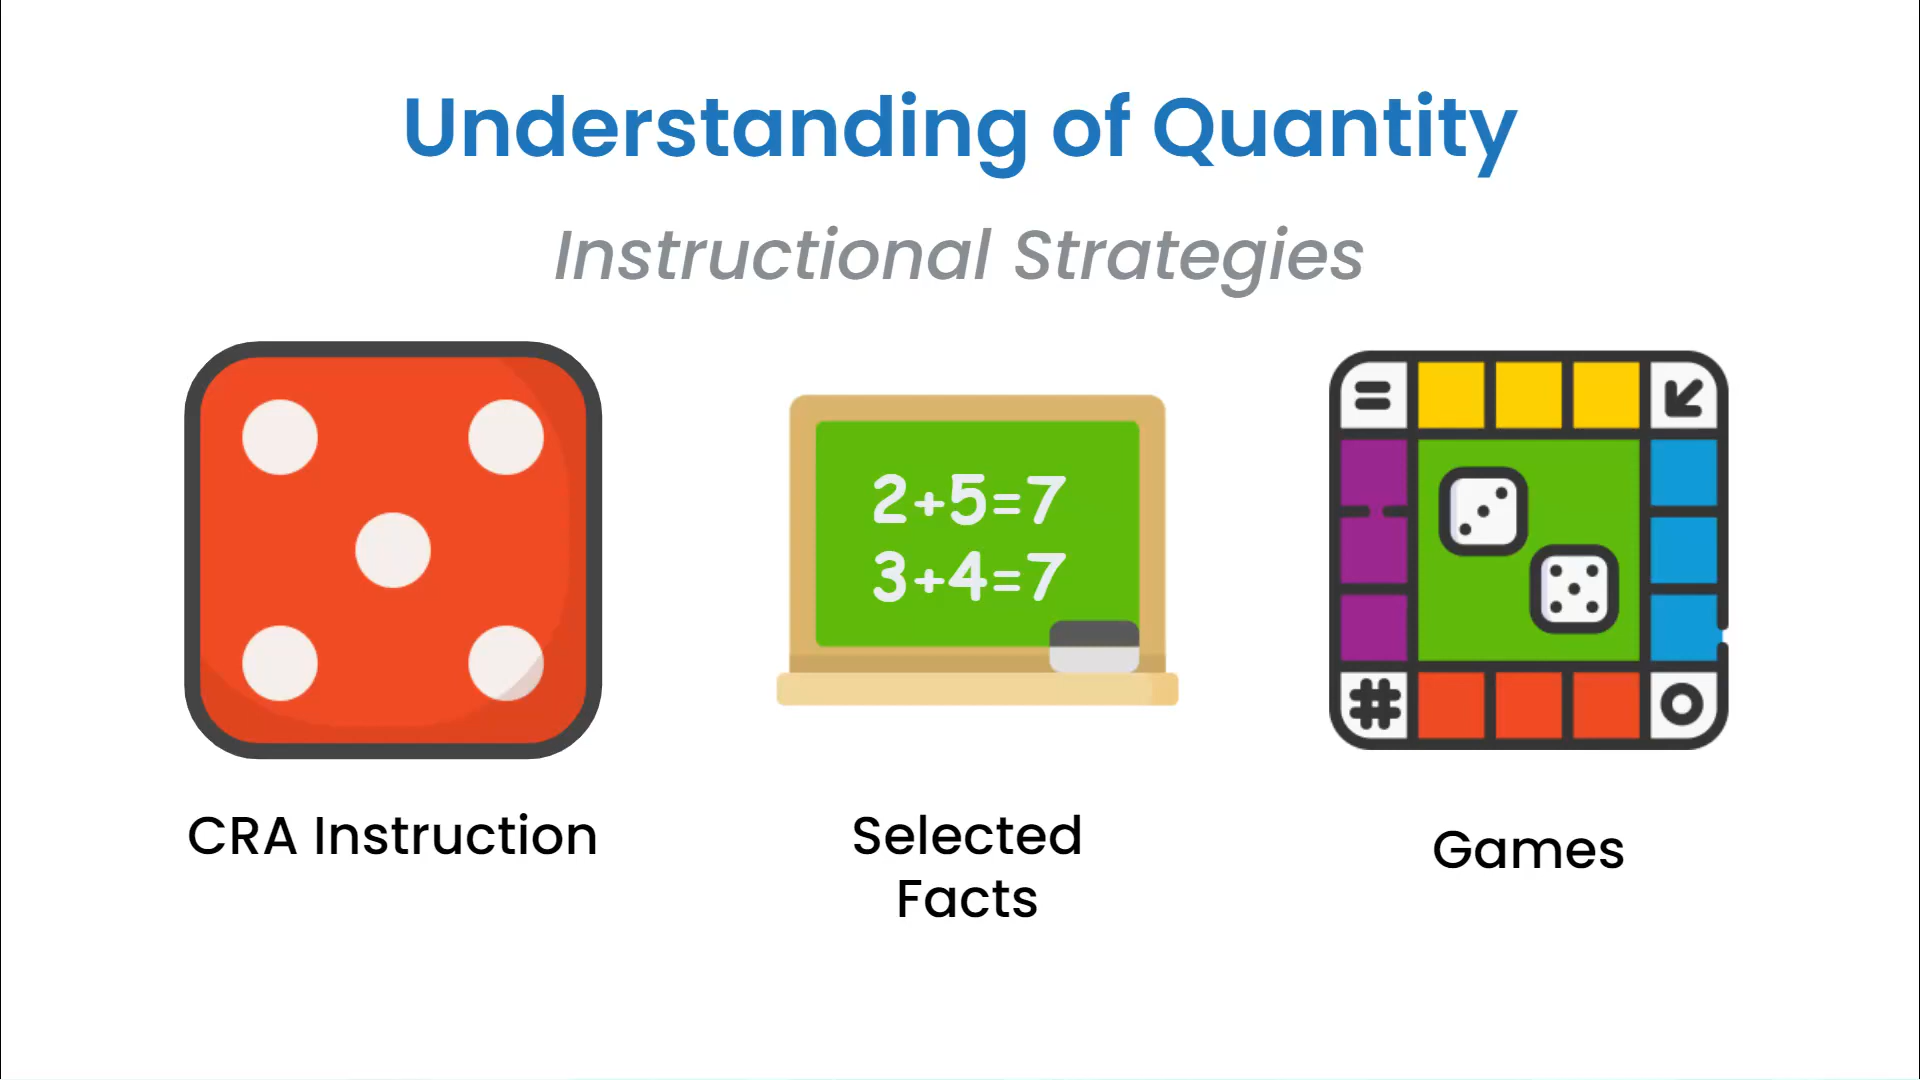 Understanding of Quantity
Instructional Strategies
2+5=7
3+4=7
=
#
CRA Instruction
Selected
Facts
Games